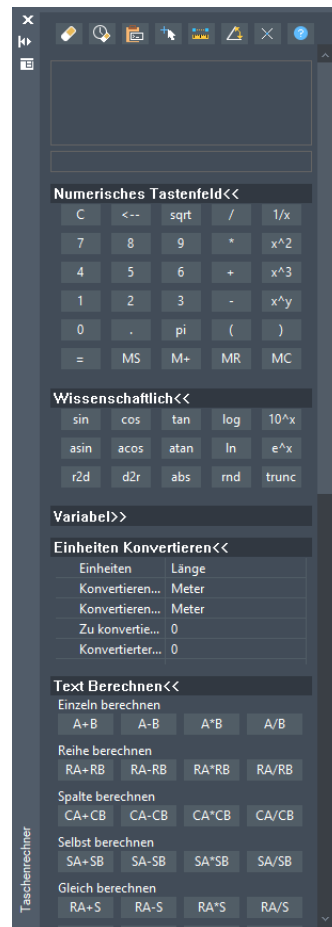 Numerisches Tastenfeld<<
C <-- sqrt / 1/x
7 8 9 * x^2
4 5 6 + x^3
1 2 3 - x^y
0 . pi ( )
= MS M+ MR MC
Wissenschaftlich<<
sin cos tan log 10^x
asin acos atan ln e^x
r2d d2r abs rnd trunc
Variabel>>
Einheiten Konvertieren<<
Einheiten Länge
Konvertieren... Meter
Konvertieren... Meter
Zu konvertie... 0
Konvertierter... 0
Text Berechnen<<
Einzeln berechnen
A+B A-B A*B A/B
Reihe berechnen
RA+RB RA-RB RA*RB RA/RB
Spalte berechnen
CA+CB CA-CB CA*CB CA/CB
Selbst berechnen
SA+SB SA-SB SA*SB SA/SB
Gleich berechnen
RA+S RA-S RA*S RA/S
Taschenrechner